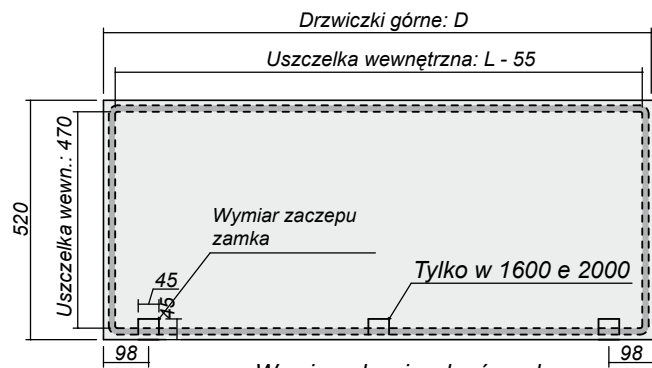 Drzwiczki górne: D
Uszczelka wewnętrzna: L - 55
Uszczelka wewn.: 470
520
Wymiar zaczepu
zamka
Tylko w 1600 e 2000
45
45
98
98